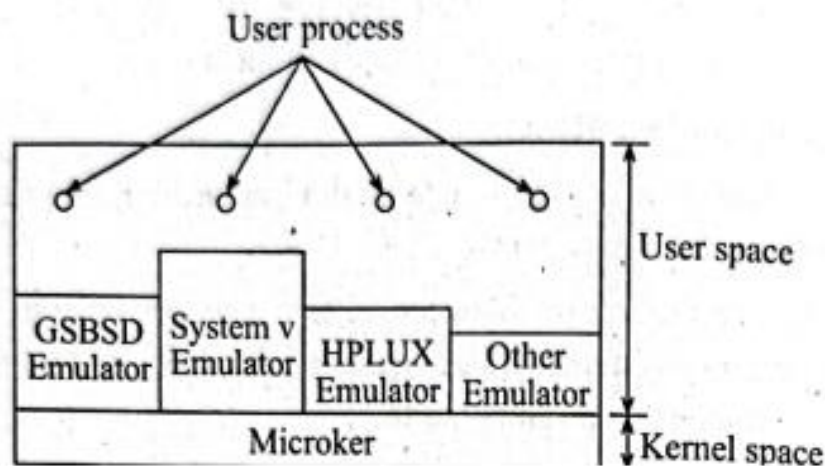 User process
User space
GSBSD
Emulator
System v
Emulator
HPLUX
Emulator
Other
Emulator
Microker
Kernel space